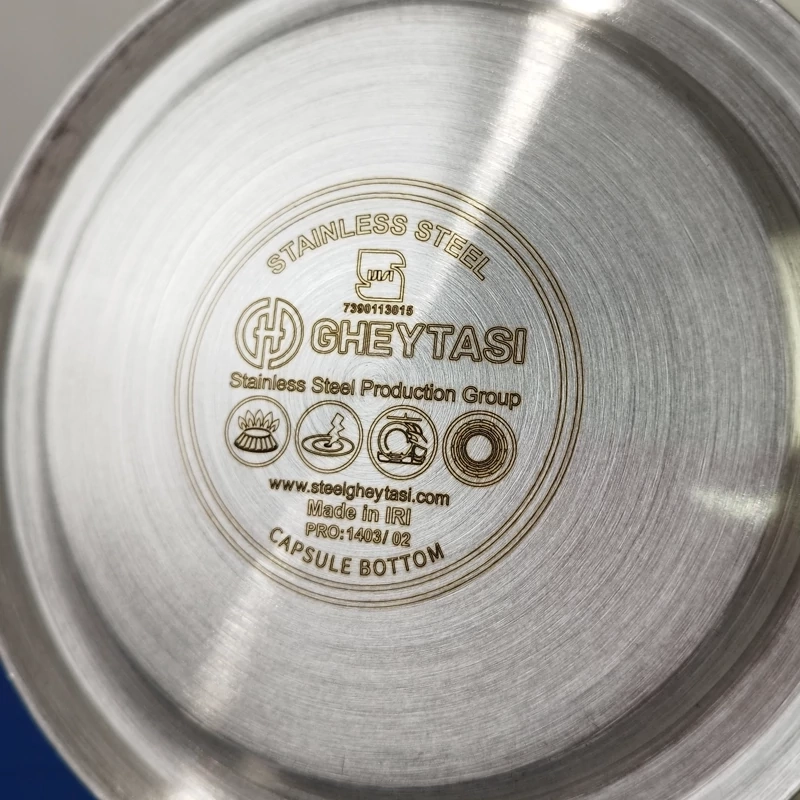 STAINLESS STEEL
7390113015
GHEYTASI
Stainless Steel Production Group
www.steelgheytasi.com
Made in IRI
PRO:1403/02
CAPSULE BOTTOM